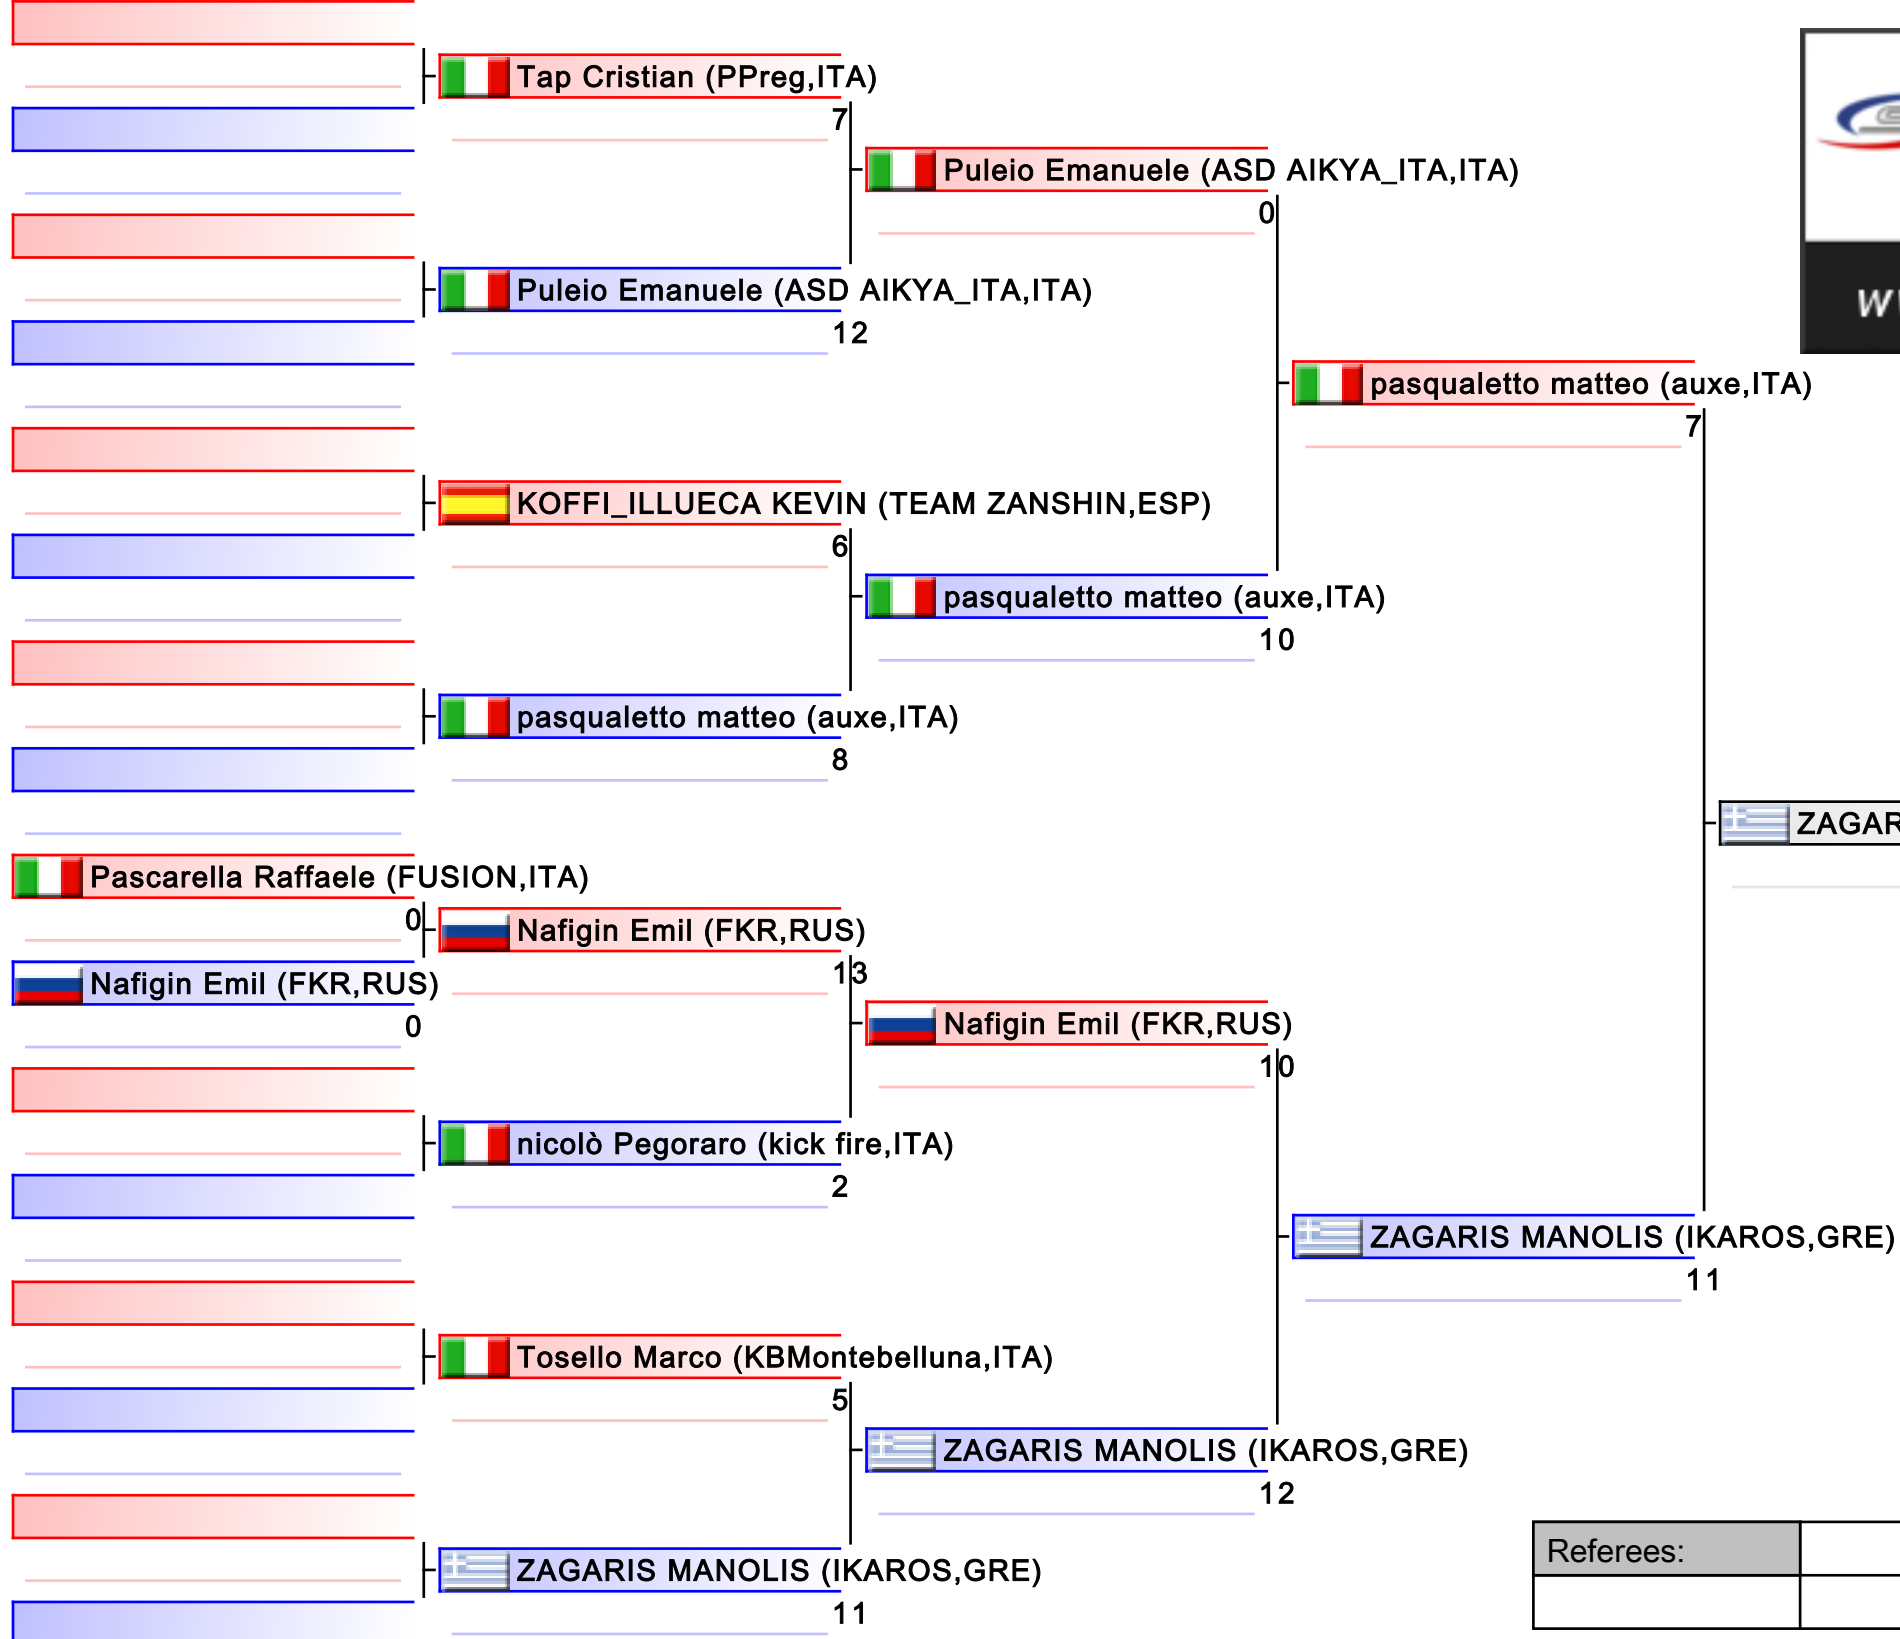 Tap Cristian (PPreg,ITA)
7
Puleio Emanuele (ASD AIKYA_ITA,ITA)
0
Puleio Emanuele (ASD AIKYA_ITA,ITA)
12
pasqualetto matteo (auxe,ITA)
7
KOFFI_ILLUECA KEVIN (TEAM ZANSHIN,ESP)
6
pasqualetto matteo (auxe,ITA)
10
pasqualetto matteo (auxe,ITA)
8
ZAGAR
Pascarella Raffaele (FUSION,ITA)
0
Nafigin Emil (FKR,RUS)
13
Nafigin Emil (FKR,RUS)
0
Nafigin Emil (FKR,RUS)
10
nicolò Pegoraro (kick fire,ITA)
2
ZAGARIS MANOLIS (IKAROS,GRE)
11
Tosello Marco (KBMontebelluna,ITA)
5
ZAGARIS MANOLIS (IKAROS,GRE)
12
Referees:
ZAGARIS MANOLIS (IKAROS,GRE)
11